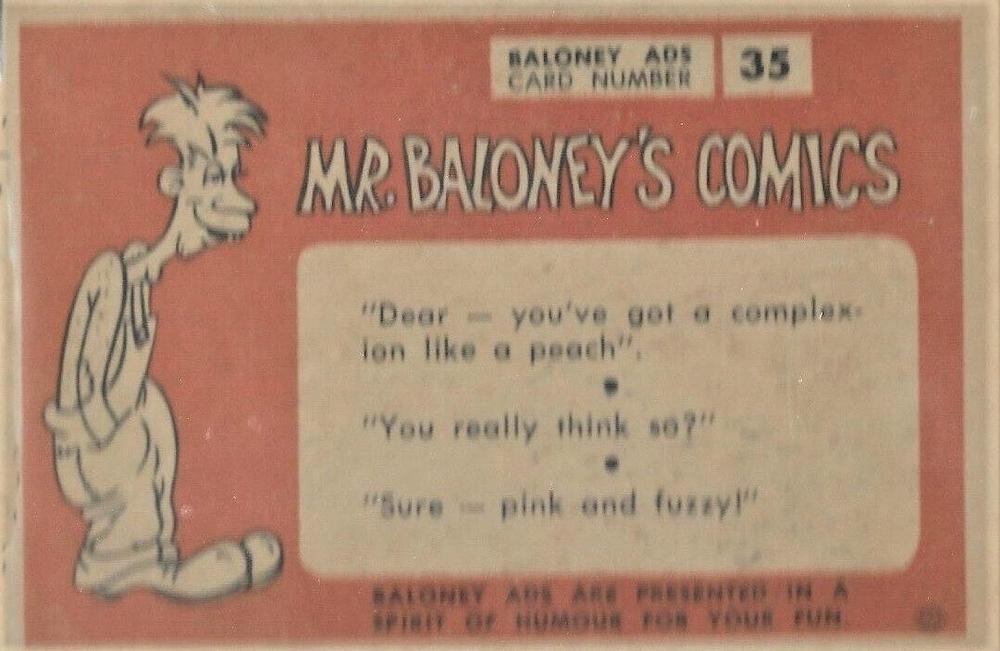 BALONEY ADS
CARD NUMBER
35
MR. BALONEY'S COMICS
"Dear — you've got a complex-
ion like a peach".
"You really think so?"
"Sure — pink and fuzzy!"
BALONEY ADS ARE PRESENTED IN A
SPIRIT OF HUMOUR FOR YOUR FUN.